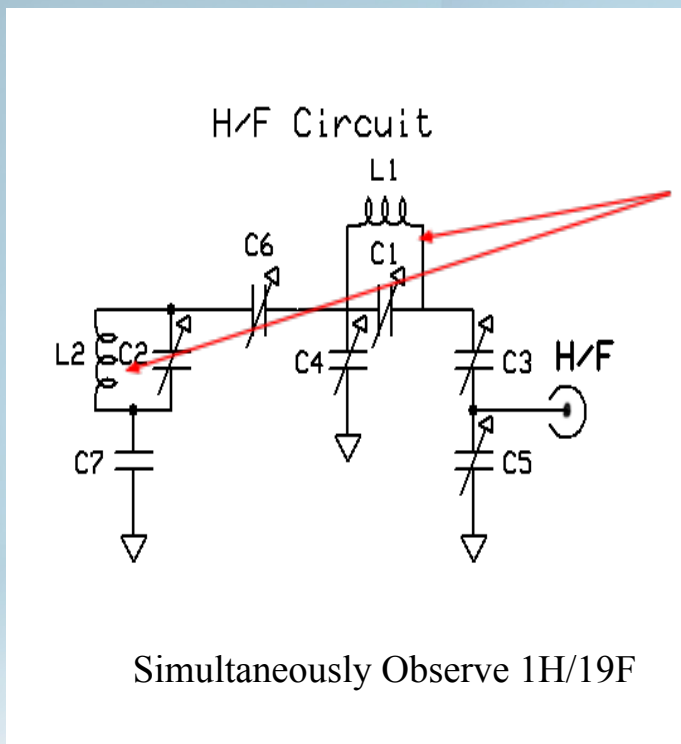 H/F Circuit
L1
C6
C1
L2
C2
C4
C3
H/F
C7
C5
Simultaneously Observe 1H/19F